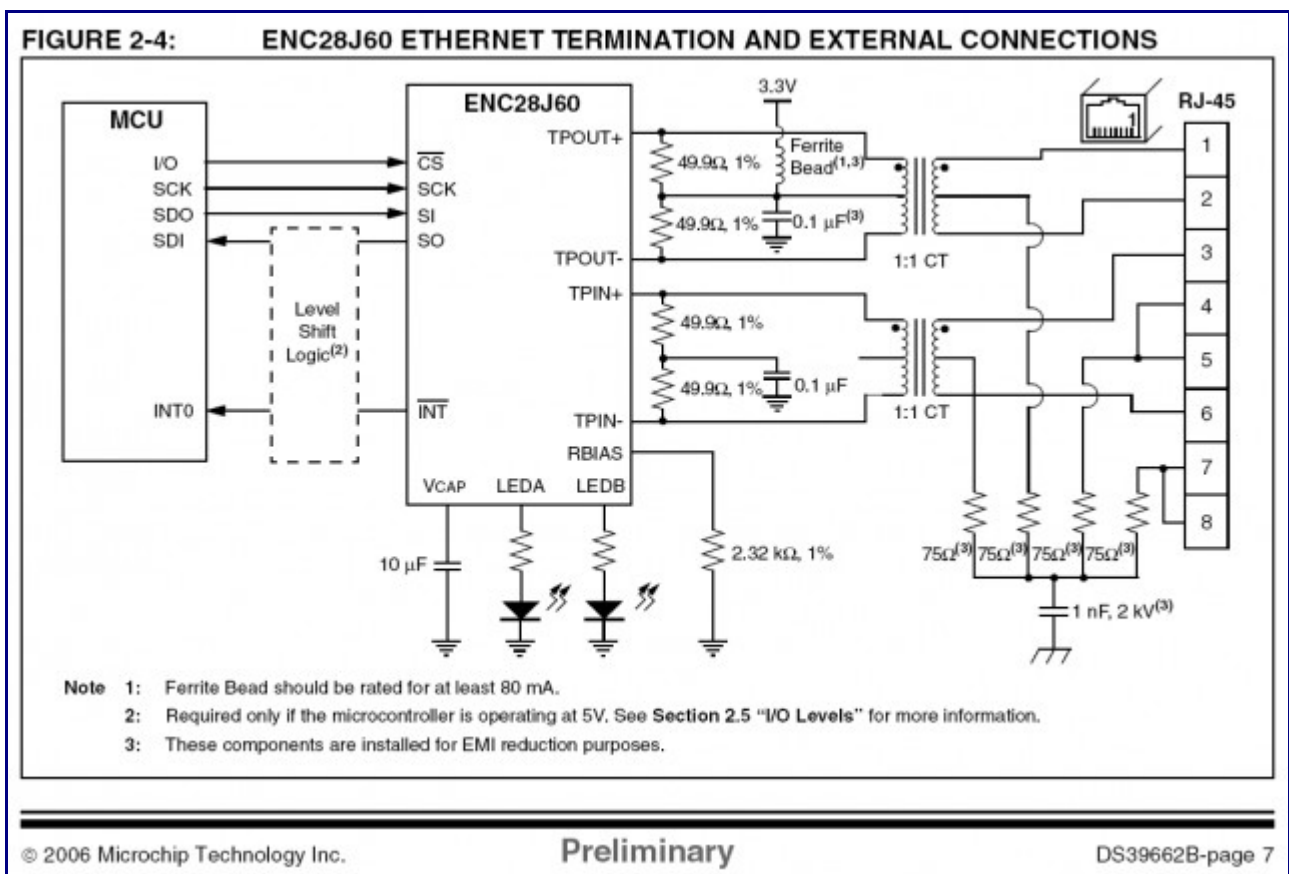 FIGURE 2-4: ENC28J60 ETHERNET TERMINATION AND EXTERNAL CONNECTIONS
MCU
I/O
SCK
SDO
SDI
INT0
Level
Shift
Logic(2)
ENC28J60
CS
SCK
SI
SO
INT
TPOUT+
TPOUT-
TPIN+
TPIN-
RBIAS
VCAP
LEDA
LEDB
10 µF
2.32 kΩ, 1%
3.3V
Ferrite
Bead(1,3)
49.9Ω, 1%
49.9Ω, 1%
0.1 µF(3)
1:1 CT
49.9Ω, 1%
49.9Ω, 1%
0.1 µF
1:1 CT
1
RJ-45
1
2
3
4
5
6
7
8
75Ω(3) 75Ω(3) 75Ω(3) 75Ω(3)
1 nF, 2 kV(3)
Note 1: Ferrite Bead should be rated for at least 80 mA.
2: Required only if the microcontroller is operating at 5V. See Section 2.5 “I/O Levels” for more information.
3: These components are installed for EMI reduction purposes.
© 2006 Microchip Technology Inc.
Preliminary
DS39662B-page 7